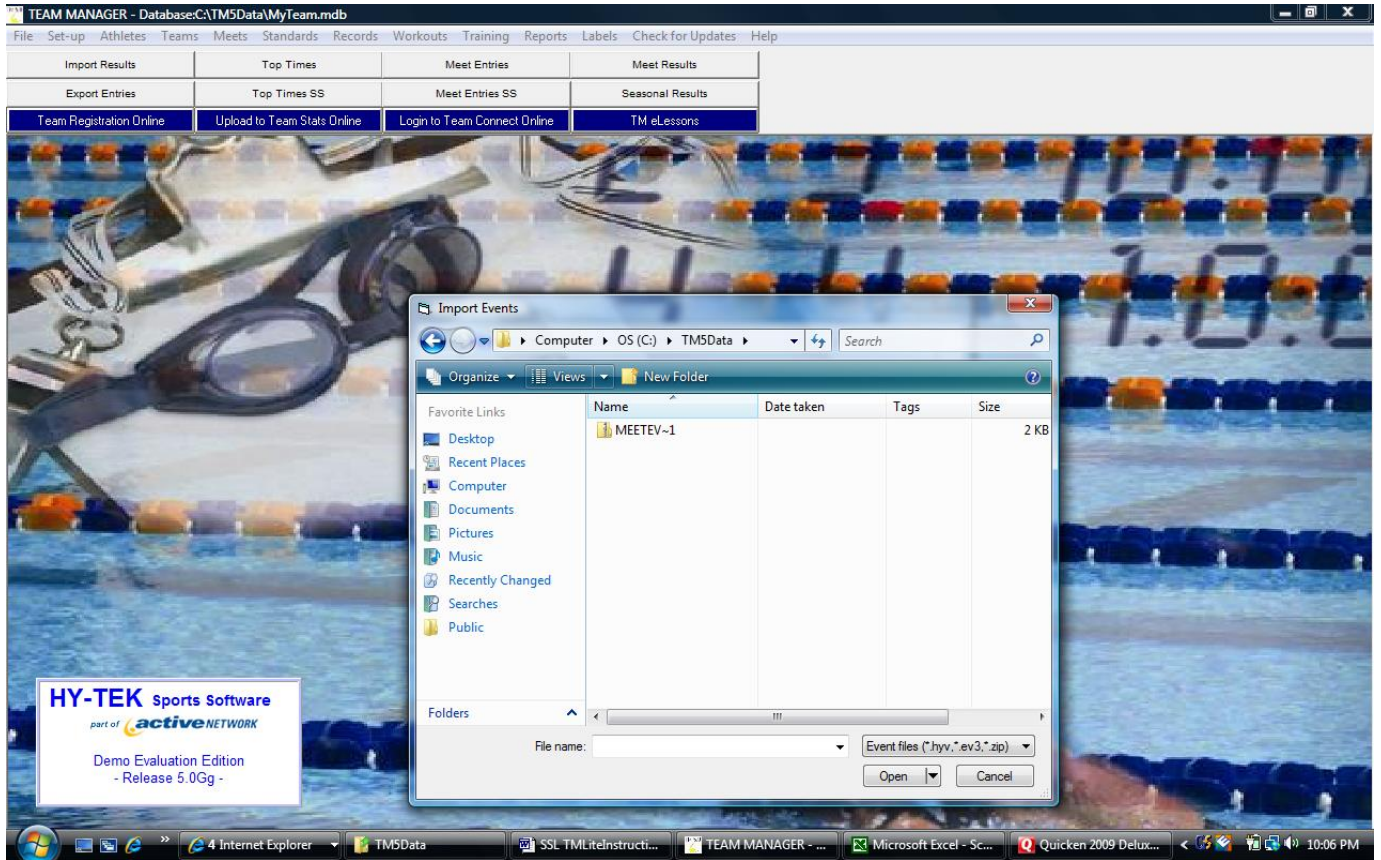 TEAM MANAGER - Database:C:\TM5Data\MyTeam.mdb
File Set-up Athletes Teams Meets Standards Records Workouts Training Reports Labels Check for Updates Help
Import Results Top Times Meet Entries Meet Results
Export Entries Top Times SS Meet Entries SS Seasonal Results
Team Registration Online Upload to Team Stats Online Login to Team Connect Online TM eLessons
Import Events
Computer OS (C:) TM5Data Search
Organize Views New Folder
Favorite Links Name Date taken Tags Size
MEETEV~1 2 KB
Desktop
Recent Places
Computer
Documents
Pictures
Music
Recently Changed
Searches
Public
Folders
File name: Event files (*.hyv,*.ev3,*.zip)
Open Cancel
HY-TEK Sports Software
part of active NETWORK
Demo Evaluation Edition
- Release 5.0Gg -
4 Internet Explorer TM5Data SSL TMLiteInstructi... TEAM MANAGER - ... Microsoft Excel - Sc... Quicken 2009 Delux... 10:06 PM